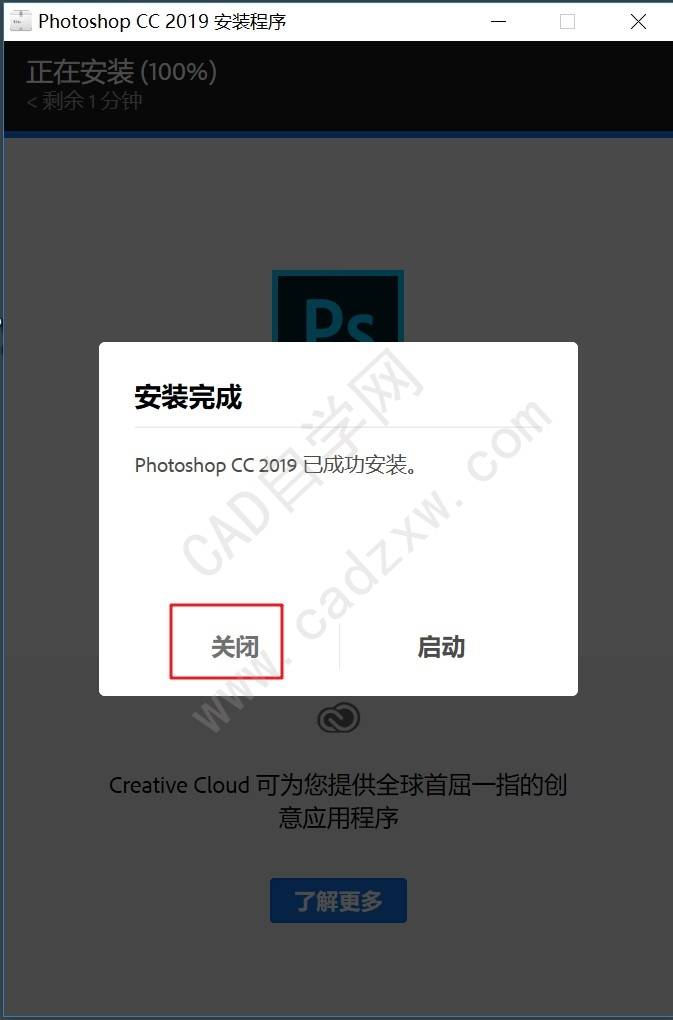 Photoshop CC 2019 安装程序
正在安装 (100%)
< 剩余 1 分钟
Ps
安装完成
Photoshop CC 2019 已成功安装。
关闭
启动
CAD自学网
www.cadzxw.com
Creative Cloud 可为您提供全球首屈一指的创
意应用程序
了解更多